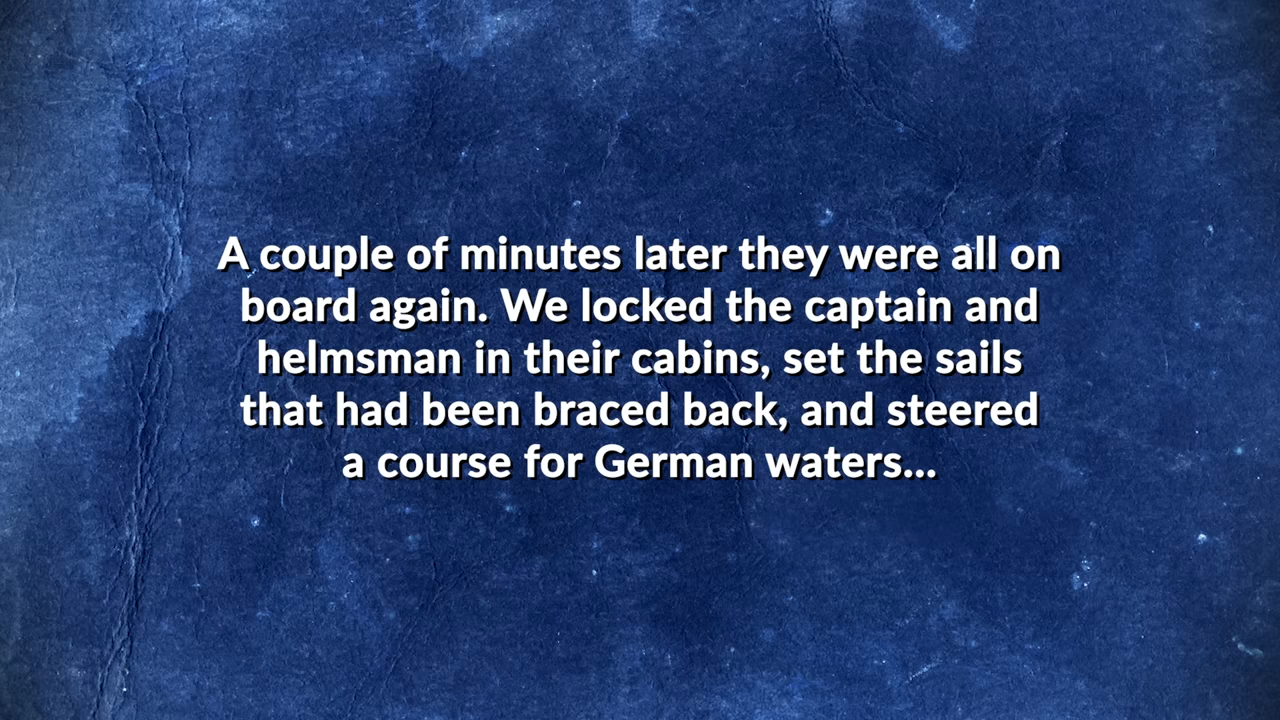 A couple of minutes later they were all on
board again. We locked the captain and
helmsman in their cabins, set the sails
that had been braced back, and steered
a course for German waters...